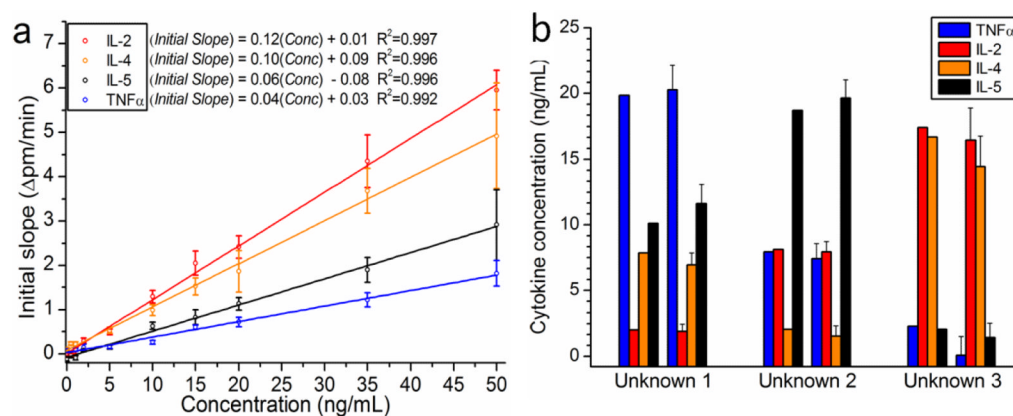 a
IL-2 (Initial Slope) = 0.12(Conc) + 0.01 R²=0.997
IL-4 (Initial Slope) = 0.10(Conc) + 0.09 R²=0.996
IL-5 (Initial Slope) = 0.06(Conc) - 0.08 R²=0.996
TNFα (Initial Slope) = 0.04(Conc) + 0.03 R²=0.992
Initial slope (Δpm/min)
7
6
5
4
3
2
1
0
0 5 10 15 20 25 30 35 40 45 50
Concentration (ng/mL)
b
TNFα
IL-2
IL-4
IL-5
Cytokine concentration (ng/mL)
25
20
15
10
5
0
Unknown 1 Unknown 2 Unknown 3